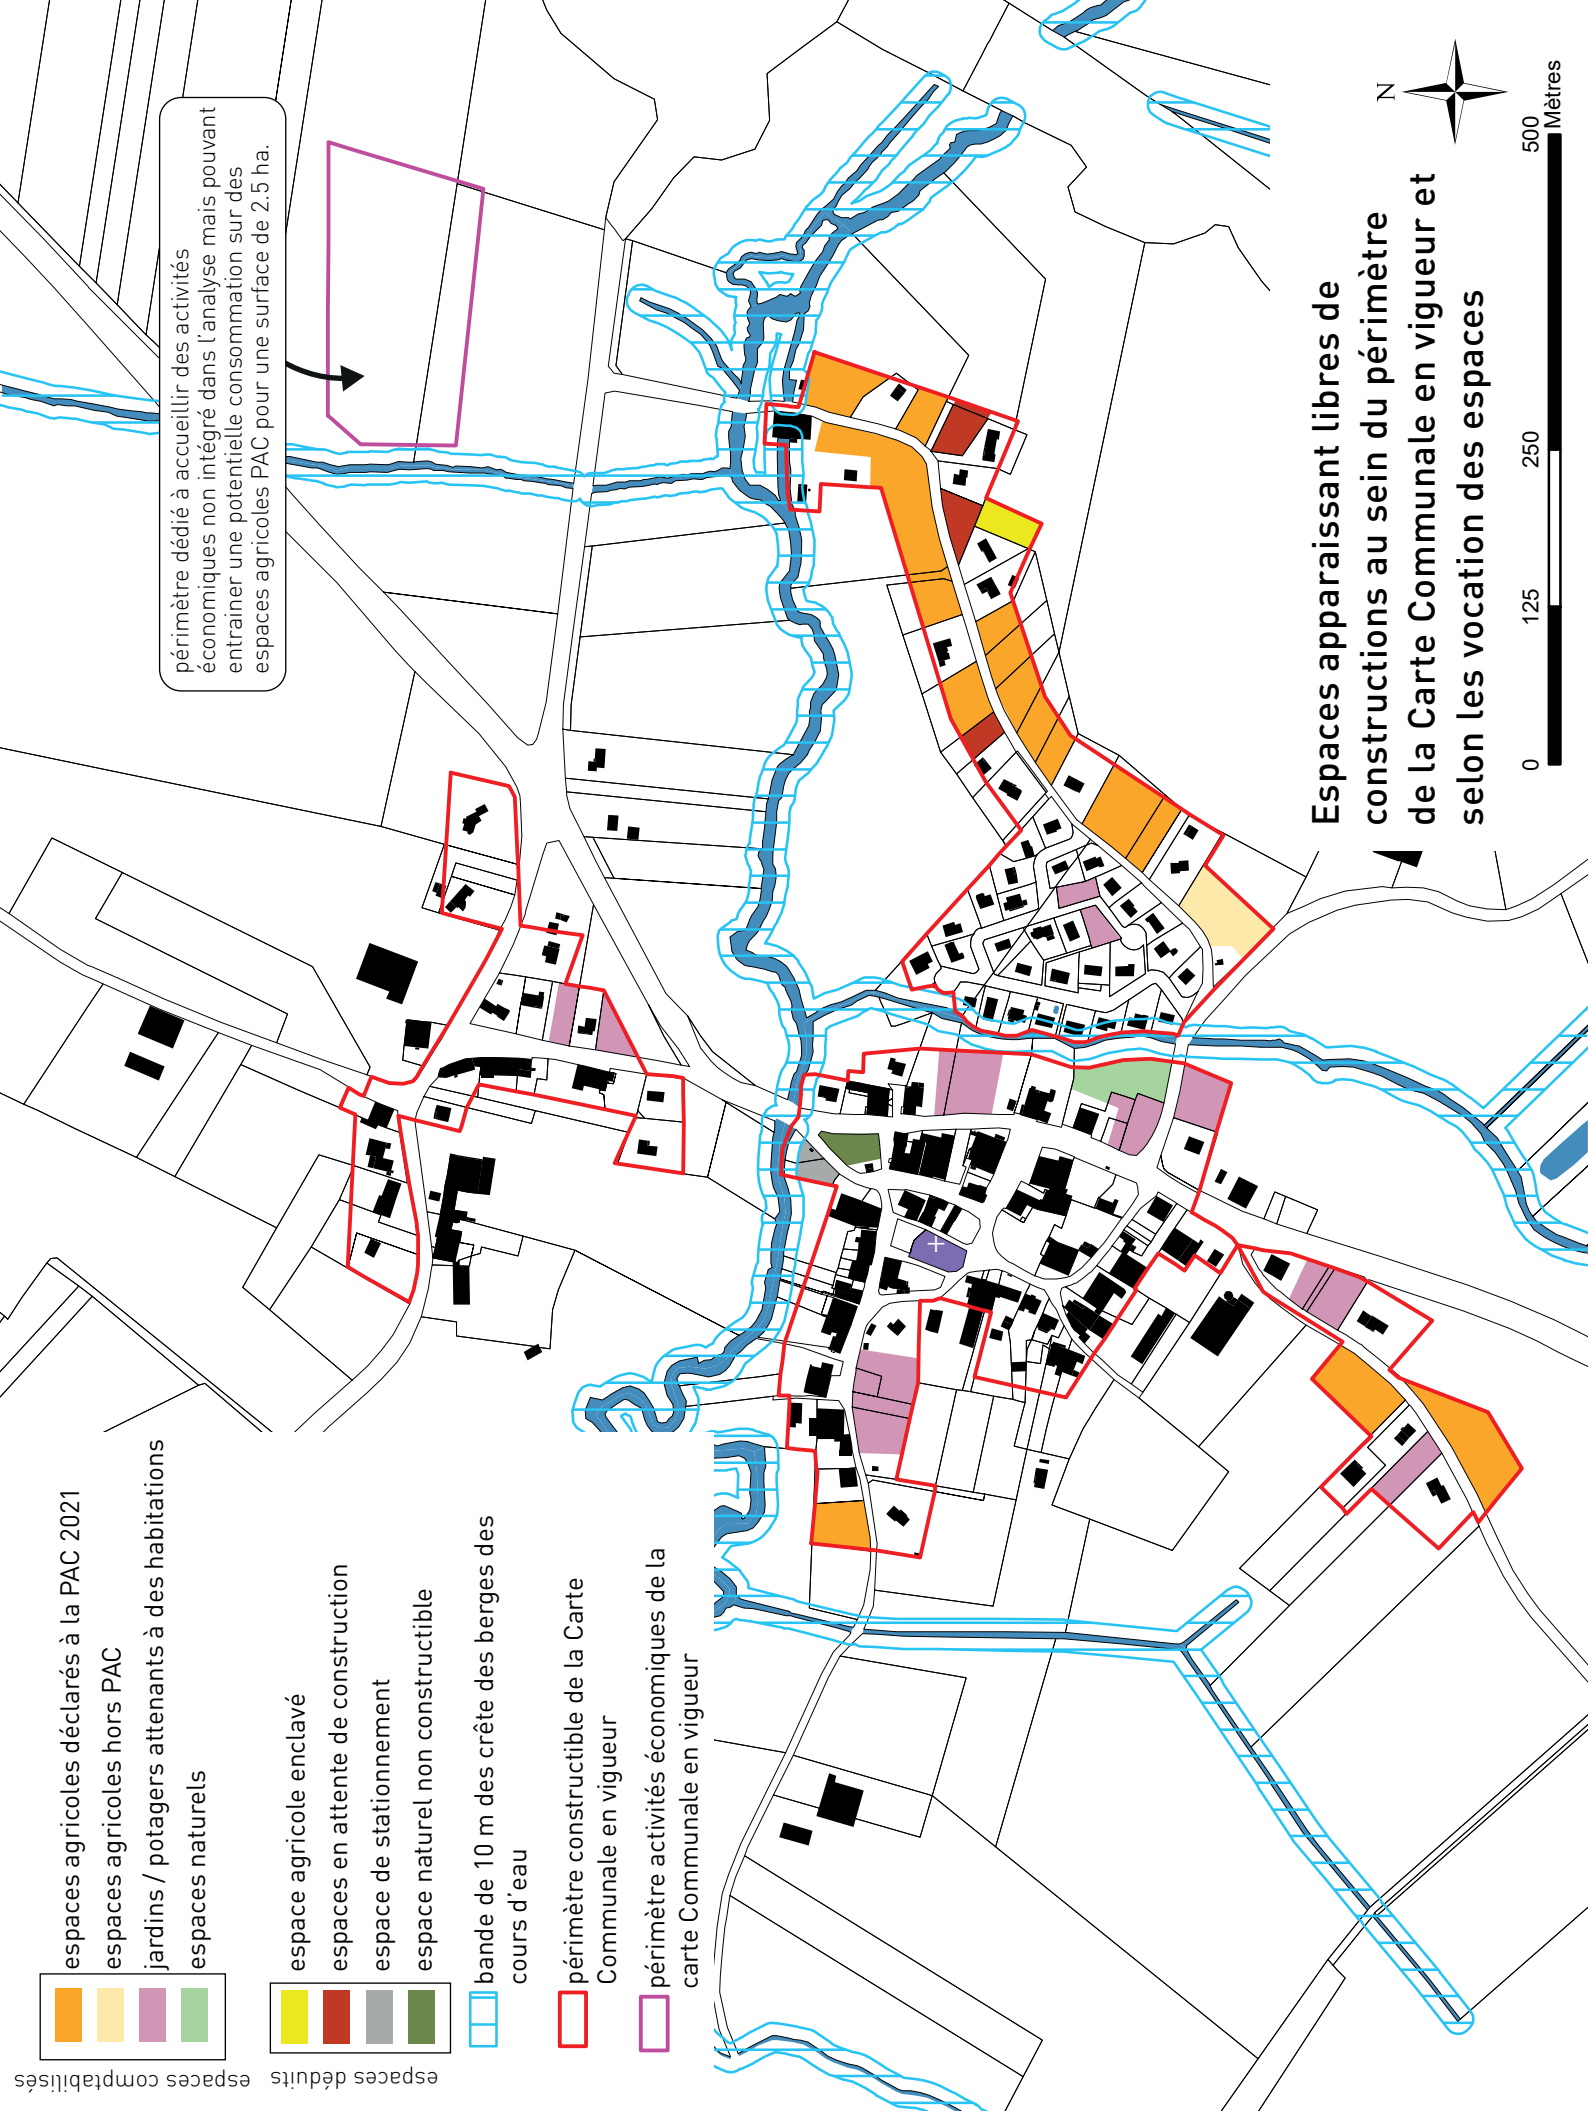 espaces agricoles déclarés à la PAC 2021
espaces agricoles hors PAC
jardins / potagers attenants à des habitations
espaces naturels
espaces comptabilisés
espace agricole enclavé
espaces en attente de construction
espace de stationnement
espace naturel non constructible
espaces déduits
bande de 10 m des crête des berges des
cours d'eau
périmètre constructible de la Carte
Communale en vigueur
périmètre activités économiques de la
carte Communale en vigueur
périmètre dédié à accueillir des activités
économiques non intégré dans l'analyse mais pouvant
entrainer une potentielle consommation sur des
espaces agricoles PAC pour une surface de 2.5 ha.
Espaces apparaissant libres de
constructions au sein du périmètre
de la Carte Communale en vigueur et
selon les vocation des espaces
N
0 125 250 500
Mètres